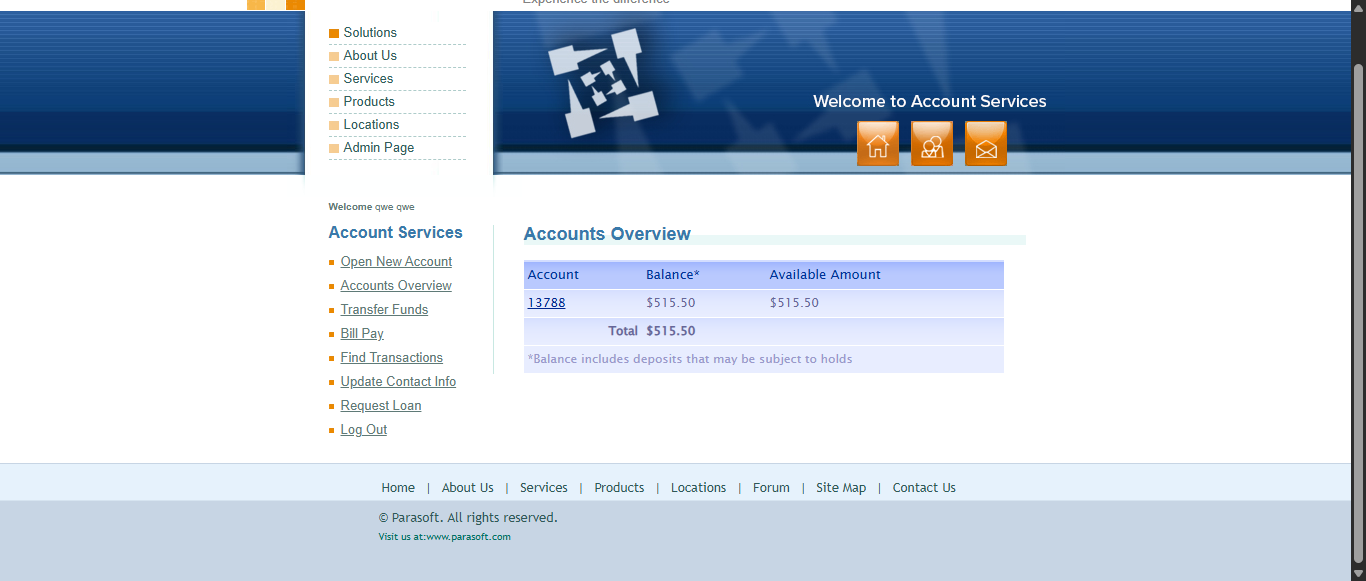 Experience the difference
Solutions
About Us
Services
Products
Locations
Admin Page
Welcome to Account Services
Welcome qwe qwe
Account Services
Open New Account
Accounts Overview
Transfer Funds
Bill Pay
Find Transactions
Update Contact Info
Request Loan
Log Out
Accounts Overview
Account Balance* Available Amount
13788 $515.50 $515.50
Total $515.50
*Balance includes deposits that may be subject to holds
Home | About Us | Services | Products | Locations | Forum | Site Map | Contact Us
© Parasoft. All rights reserved.
Visit us at:www.parasoft.com